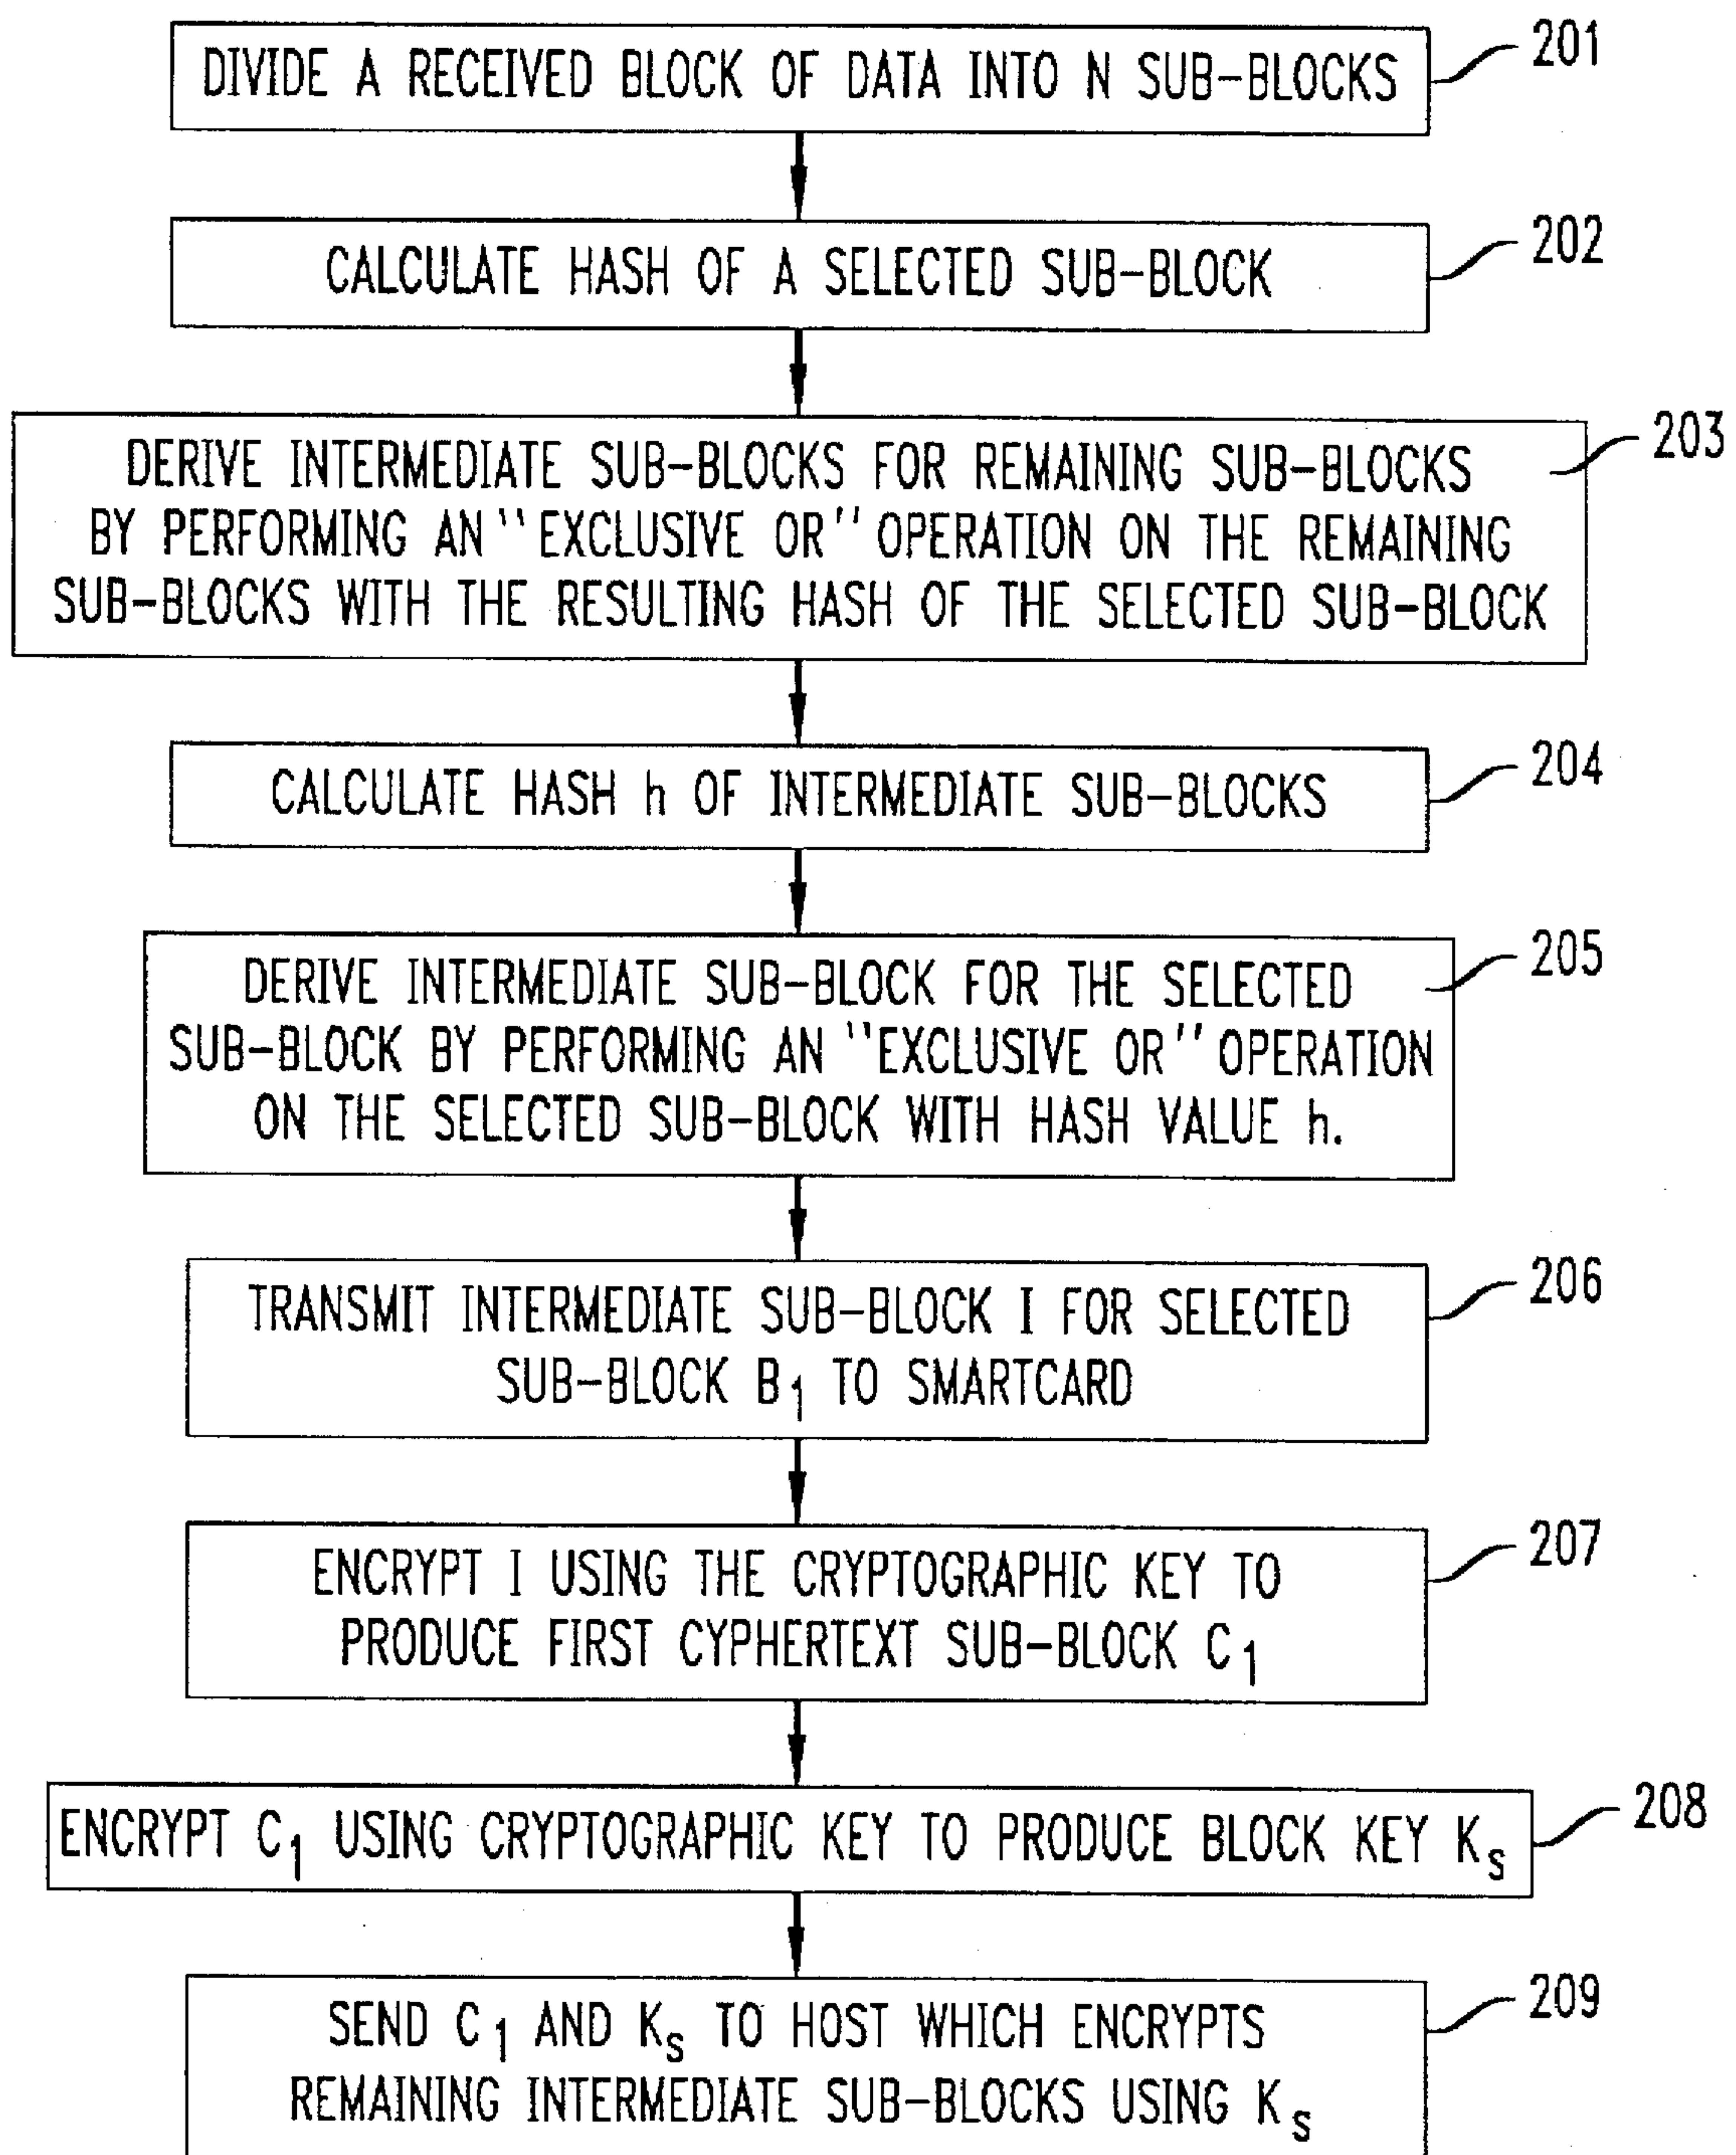 DIVIDE A RECEIVED BLOCK OF DATA INTO N SUB-BLOCKS
201
CALCULATE HASH OF A SELECTED SUB-BLOCK
202
DERIVE INTERMEDIATE SUB-BLOCKS FOR REMAINING SUB-BLOCKS
BY PERFORMING AN "EXCLUSIVE OR" OPERATION ON THE REMAINING
SUB-BLOCKS WITH THE RESULTING HASH OF THE SELECTED SUB-BLOCK
203
CALCULATE HASH h OF INTERMEDIATE SUB-BLOCKS
204
DERIVE INTERMEDIATE SUB-BLOCK FOR THE SELECTED
SUB-BLOCK BY PERFORMING AN "EXCLUSIVE OR" OPERATION
ON THE SELECTED SUB-BLOCK WITH HASH VALUE h.
205
TRANSMIT INTERMEDIATE SUB-BLOCK I FOR SELECTED
SUB-BLOCK B1 TO SMARTCARD
206
ENCRYPT I USING THE CRYPTOGRAPHIC KEY TO
PRODUCE FIRST CYPHERTEXT SUB-BLOCK C1
207
ENCRYPT C1 USING CRYPTOGRAPHIC KEY TO PRODUCE BLOCK KEY Ks
208
SEND C1 AND Ks TO HOST WHICH ENCRYPTS
REMAINING INTERMEDIATE SUB-BLOCKS USING Ks
209